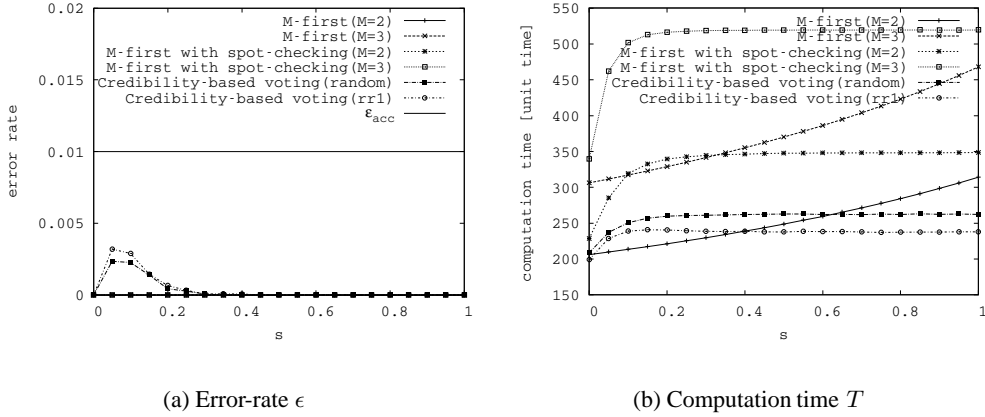 0.02
0.015
0.01
0.005
0
error rate
M-first(M=2)
M-first(M=3)
M-first with spot-checking(M=2)
M-first with spot-checking(M=3)
Credibility-based voting(random)
Credibility-based voting(rr1)
εacc
0 0.2 0.4 0.6 0.8 1
s
(a) Error-rate ϵ
550
500
450
400
350
300
250
200
150
computation time [unit time]
M-first(M=2)
M-first(M=3)
M-first with spot-checking(M=2)
M-first with spot-checking(M=3)
Credibility-based voting(random)
Credibility-based voting(rr1)
0 0.2 0.4 0.6 0.8 1
s
(b) Computation time T